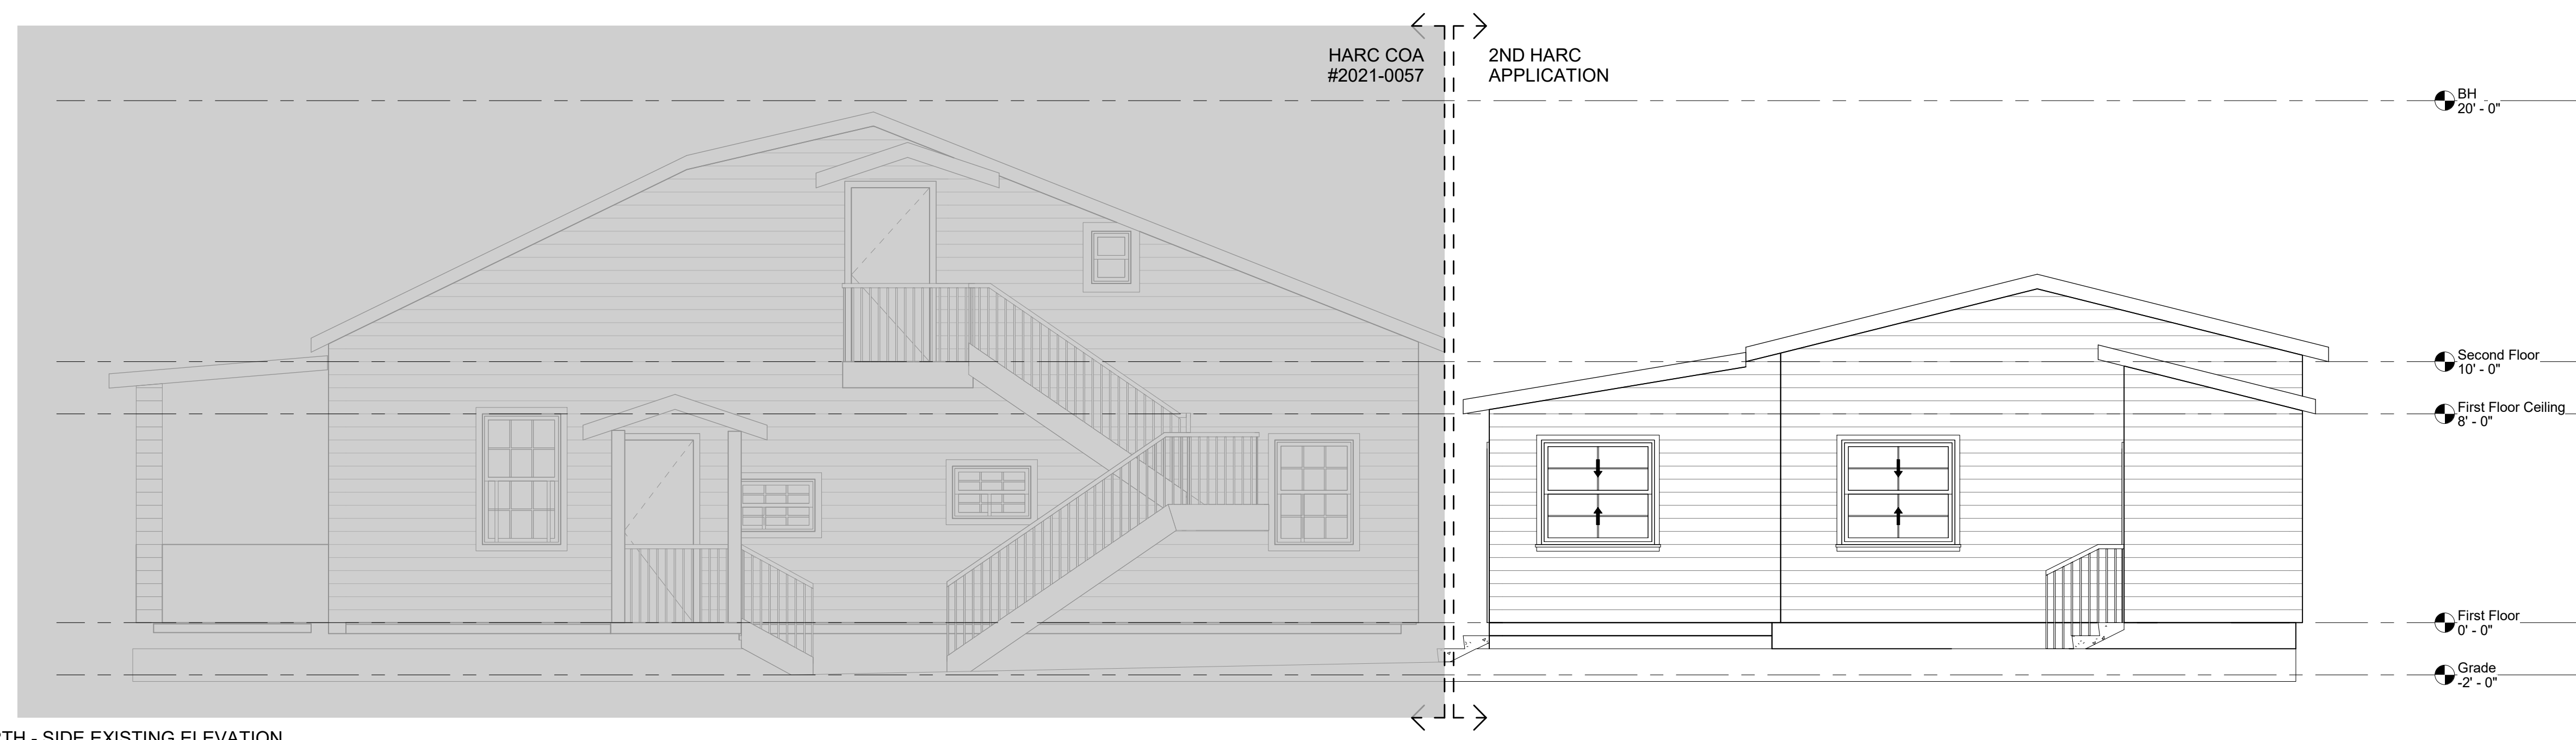 HARC COA
#2021-0057
2ND HARC
APPLICATION
BH
20' - 0"
Second Floor
10' - 0"
First Floor Ceiling
8' - 0"
First Floor
0' - 0"
Grade
-2' - 0"
RTH - SIDE EXISTING ELEVATION